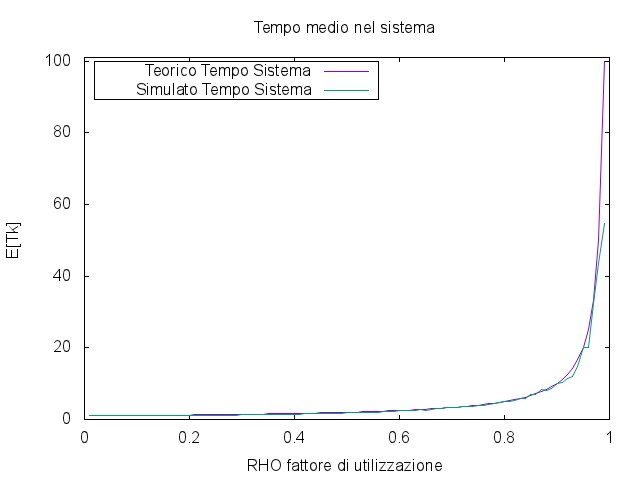 Tempo medio nel sistema
Teorico Tempo Sistema
Simulato Tempo Sistema
100
80
60
40
20
0
E[Tk]
0 0.2 0.4 0.6 0.8 1
RHO fattore di utilizzazione